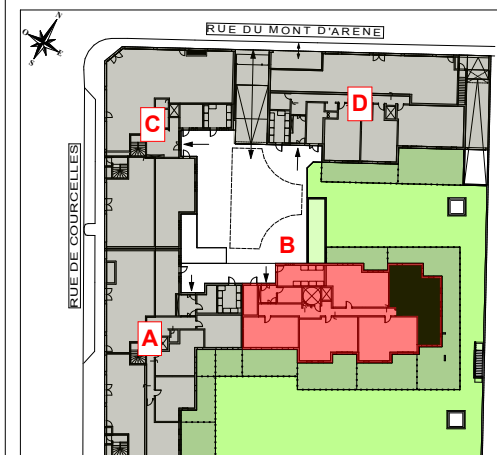 N
O
E
S
RUE DU MONT D'ARENE
C
D
RUE DE COURCELLES
B
A